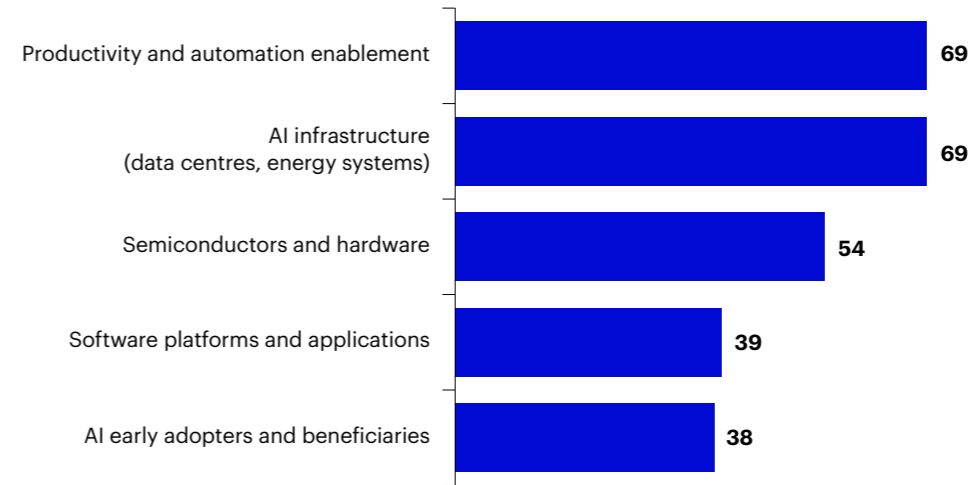 Productivity and automation enablement
69
AI infrastructure
(data centres, energy systems)
69
Semiconductors and hardware
54
Software platforms and applications
39
AI early adopters and beneficiaries
38